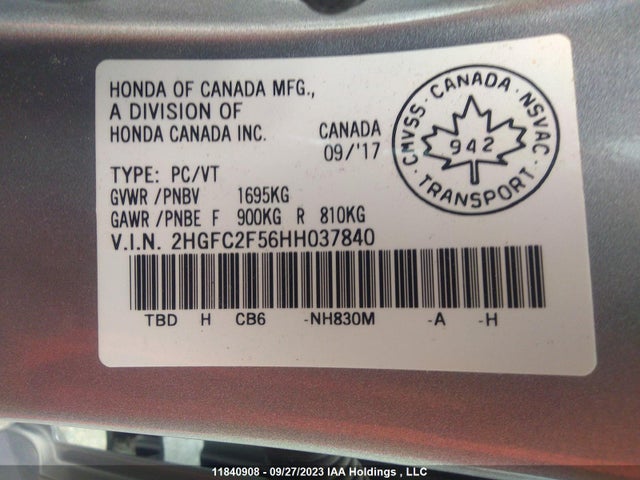 HONDA OF CANADA MFG.,
A DIVISION OF
HONDA CANADA INC.
CANADA
09/'17
CANADA · NSVAC · TRANSPORT · CMVSS ·
942
TYPE: PC/VT
GVWR /PNBV 1695KG
GAWR /PNBE F 900KG R 810KG
V.I.N. 2HGFC2F56HH037840
TBD H CB6 -NH830M -A -H
11840908 - 09/27/2023 IAA Holdings , LLC